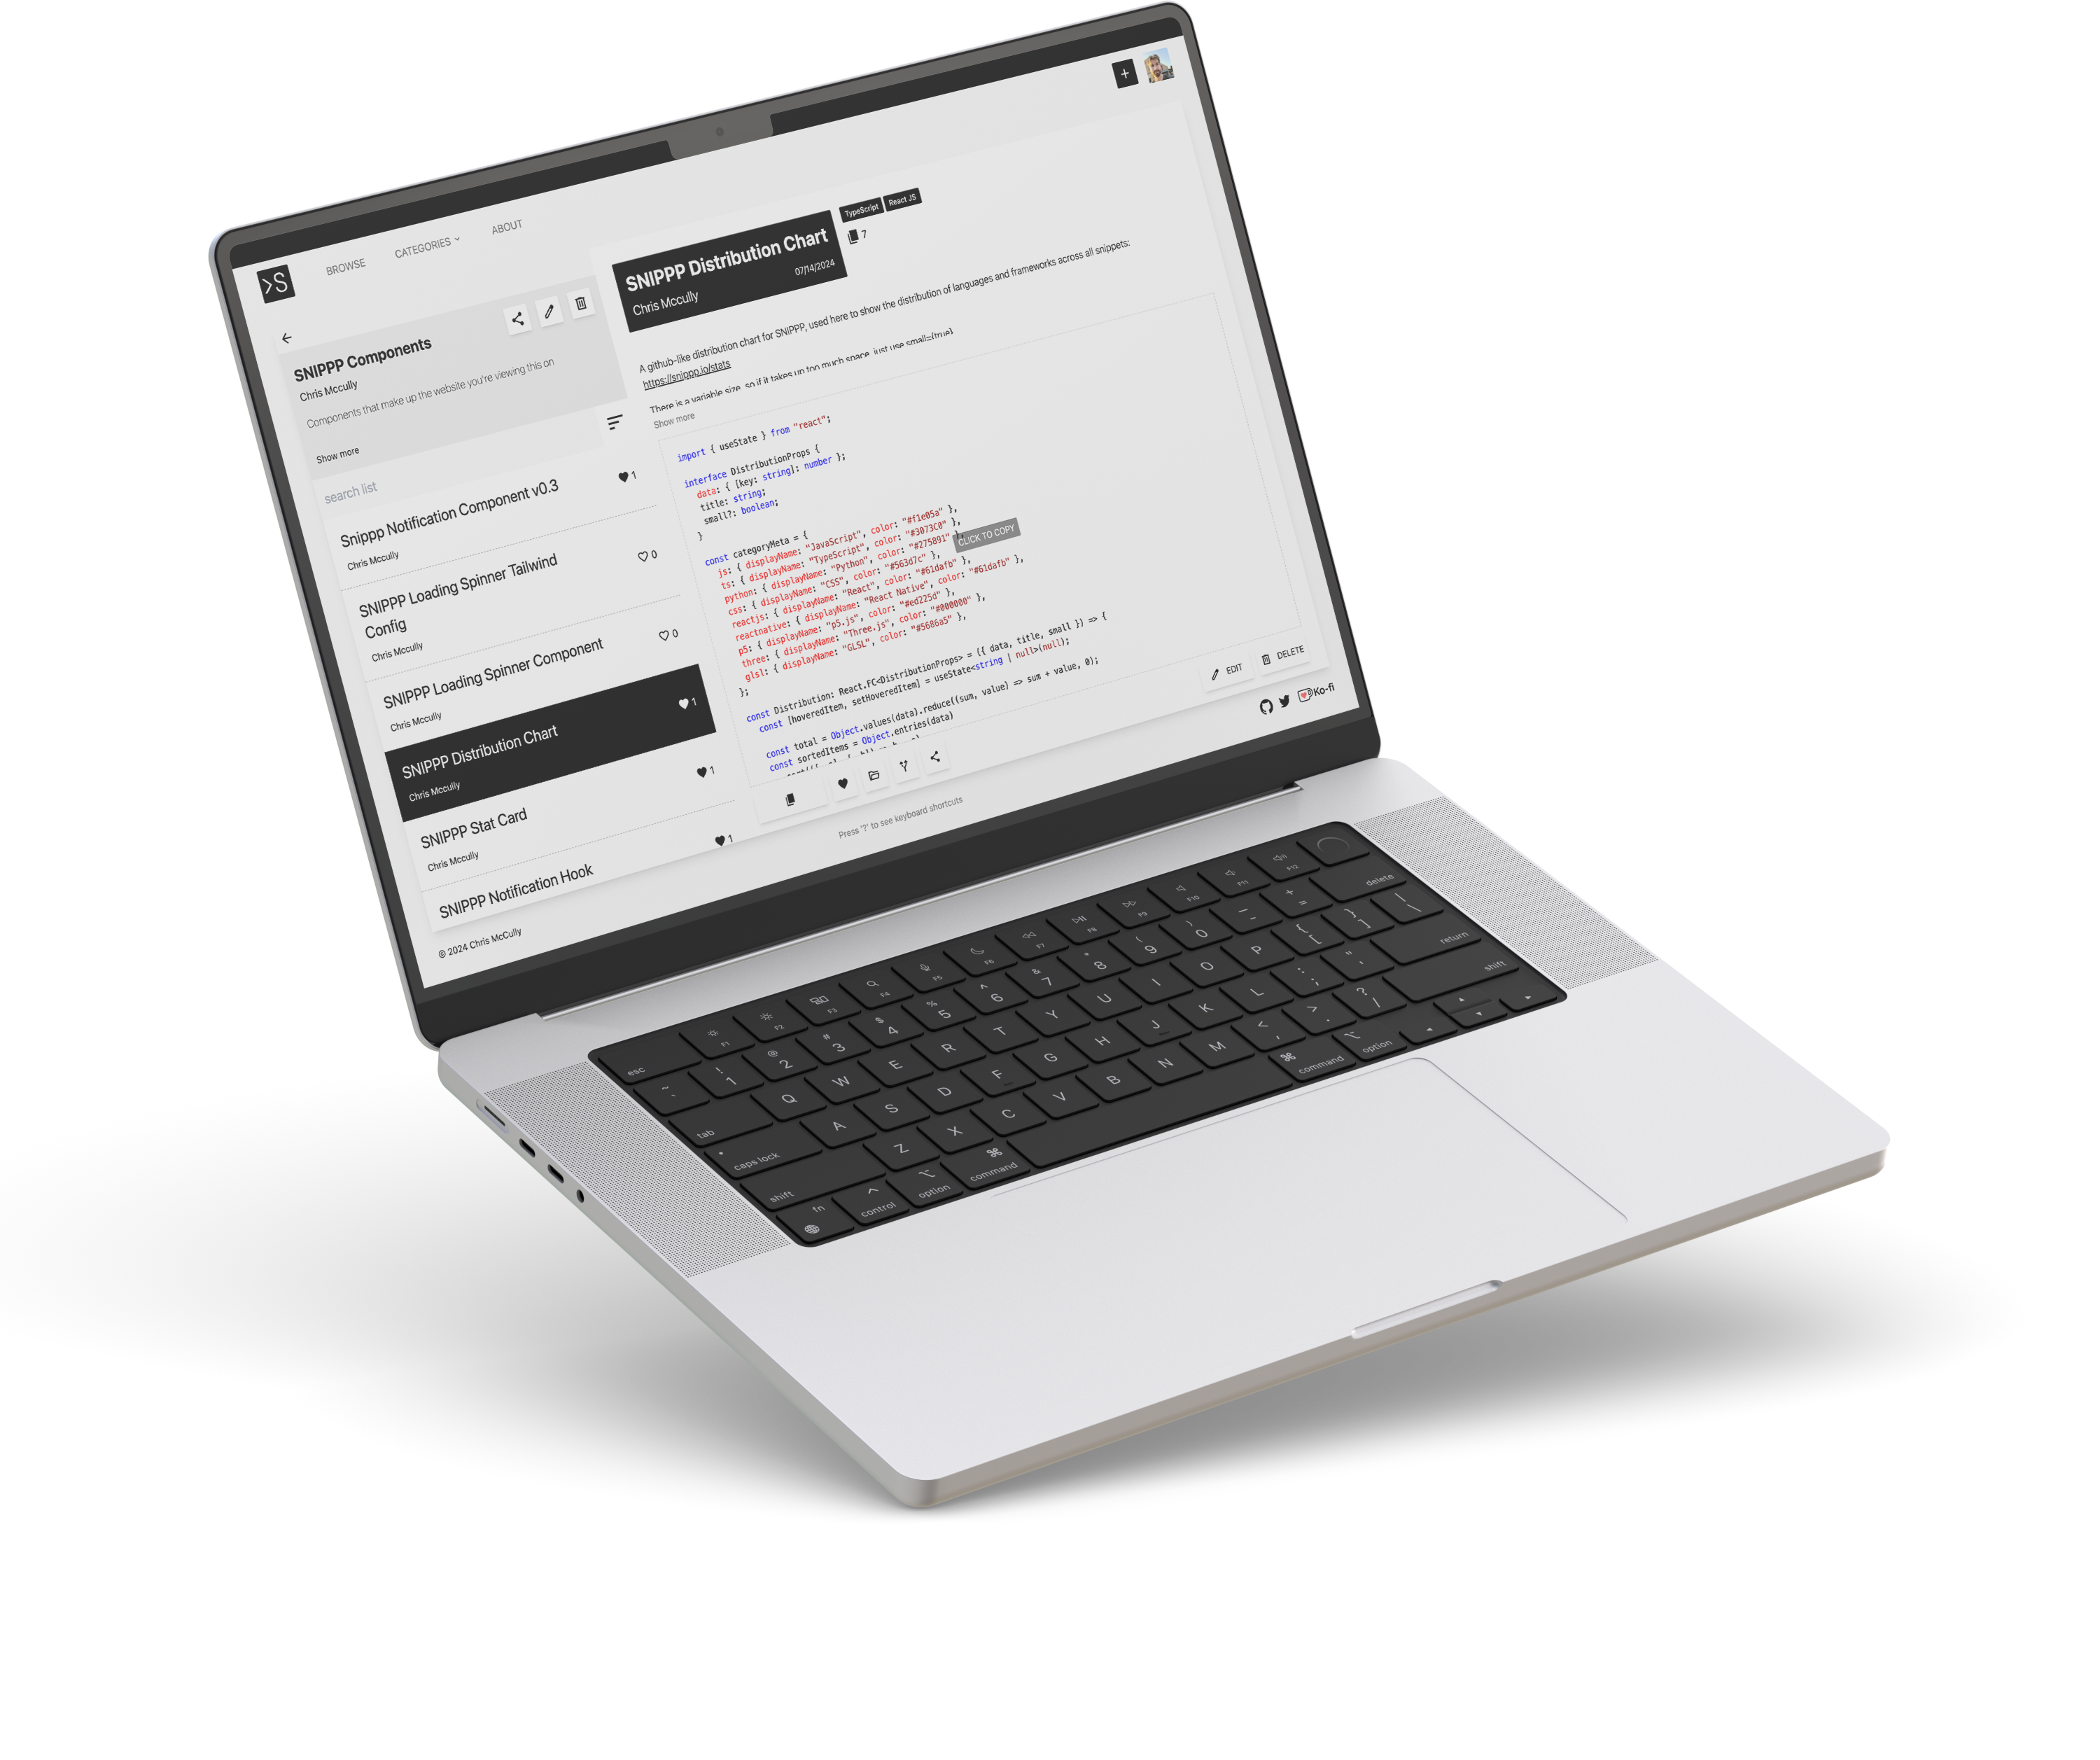 >S
BROWSE
CATEGORIES
ABOUT
+
SNIPPP Components
Chris Mccully
Components that make up the website you're viewing this on
Show more
search list
Snippp Notification Component v0.3
Chris Mccully
1
SNIPPP Loading Spinner Tailwind
Config
Chris Mccully
0
SNIPPP Loading Spinner Component
Chris Mccully
0
SNIPPP Distribution Chart
Chris Mccully
1
SNIPPP Stat Card
Chris Mccully
1
SNIPPP Notification Hook
1
© 2024 Chris McCully
SNIPPP Distribution Chart
07/14/2024
Chris Mccully
TypeScript
React JS
7
A github-like distribution chart for SNIPPP, used here to show the distribution of languages and frameworks across all snippets:
https://snippp.io/stats
There is a variable size, so if it takes up too much space, just use small={true}
Show more
import { useState } from "react";
interface DistributionProps {
data: { [key: string]: number };
title: string;
small?: boolean;
}
const categoryMeta = {
js: { displayName: "JavaScript", color: "#f1e05a" },
ts: { displayName: "TypeScript", color: "#3073C0" },
python: { displayName: "Python", color: "#275891" },
css: { displayName: "CSS", color: "#563d7c" },
reactjs: { displayName: "React", color: "#61dafb" },
reactnative: { displayName: "React Native", color: "#61dafb" },
p5: { displayName: "p5.js", color: "#ed225d" },
three: { displayName: "Three.js", color: "#000000" },
glsl: { displayName: "GLSL", color: "#5686a5" },
};
CLICK TO COPY
const Distribution: React.FC<DistributionProps> = ({ data, title, small }) => {
const [hoveredItem, setHoveredItem] = useState<string | null>(null);
const total = Object.values(data).reduce((sum, value) => sum + value, 0);
const sortedItems = Object.entries(data)
EDIT
DELETE
Ko-fi
Press '?' to see keyboard shortcuts
esc F1 F2 F3 F4 F5 F6 F7 F8 F9 F10 F11 F12
~ ` ! 1 @ 2 # 3 $ 4 % 5 ^ 6 & 7 * 8 ( 9 ) 0 _ - + = delete
tab Q W E R T Y U I O P { [ } ] | \
caps lock A S D F G H J K L : ; " ' return
shift Z X C V B N M < , > . ? / shift
fn control option command command option